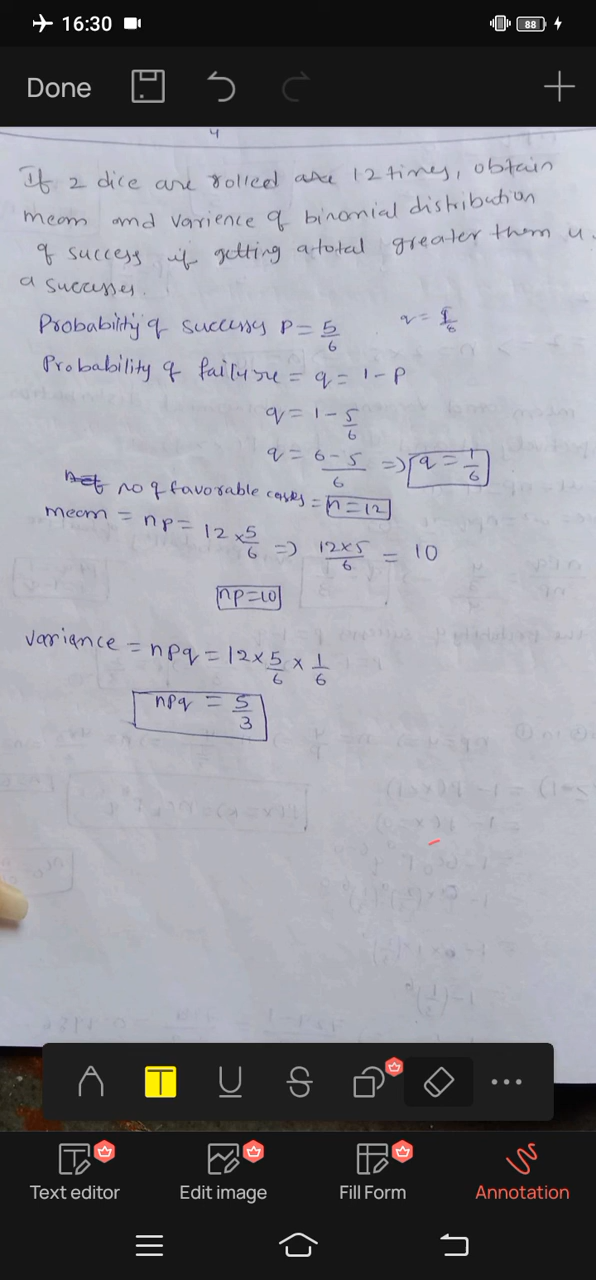 16:30
88
Done
4
If 2 dice are rolled are 12 times, obtain
mean and varience of binomial distribution
of success if getting a total greater them 4.
a success.
Probability of success P = 5/6 q = 1/6
Probability of failure = q = 1 - P
q = 1 - 5/6
q = 6 - 5/6 => q = 1/6
no of favorable cases = n = 12
mean = np = 12 × 5/6 => 12×5/6 = 10
np = 10
variance = npq = 12 × 5/6 × 1/6
npq = 5/3
T
U
S
Text editor
Edit image
Fill Form
Annotation